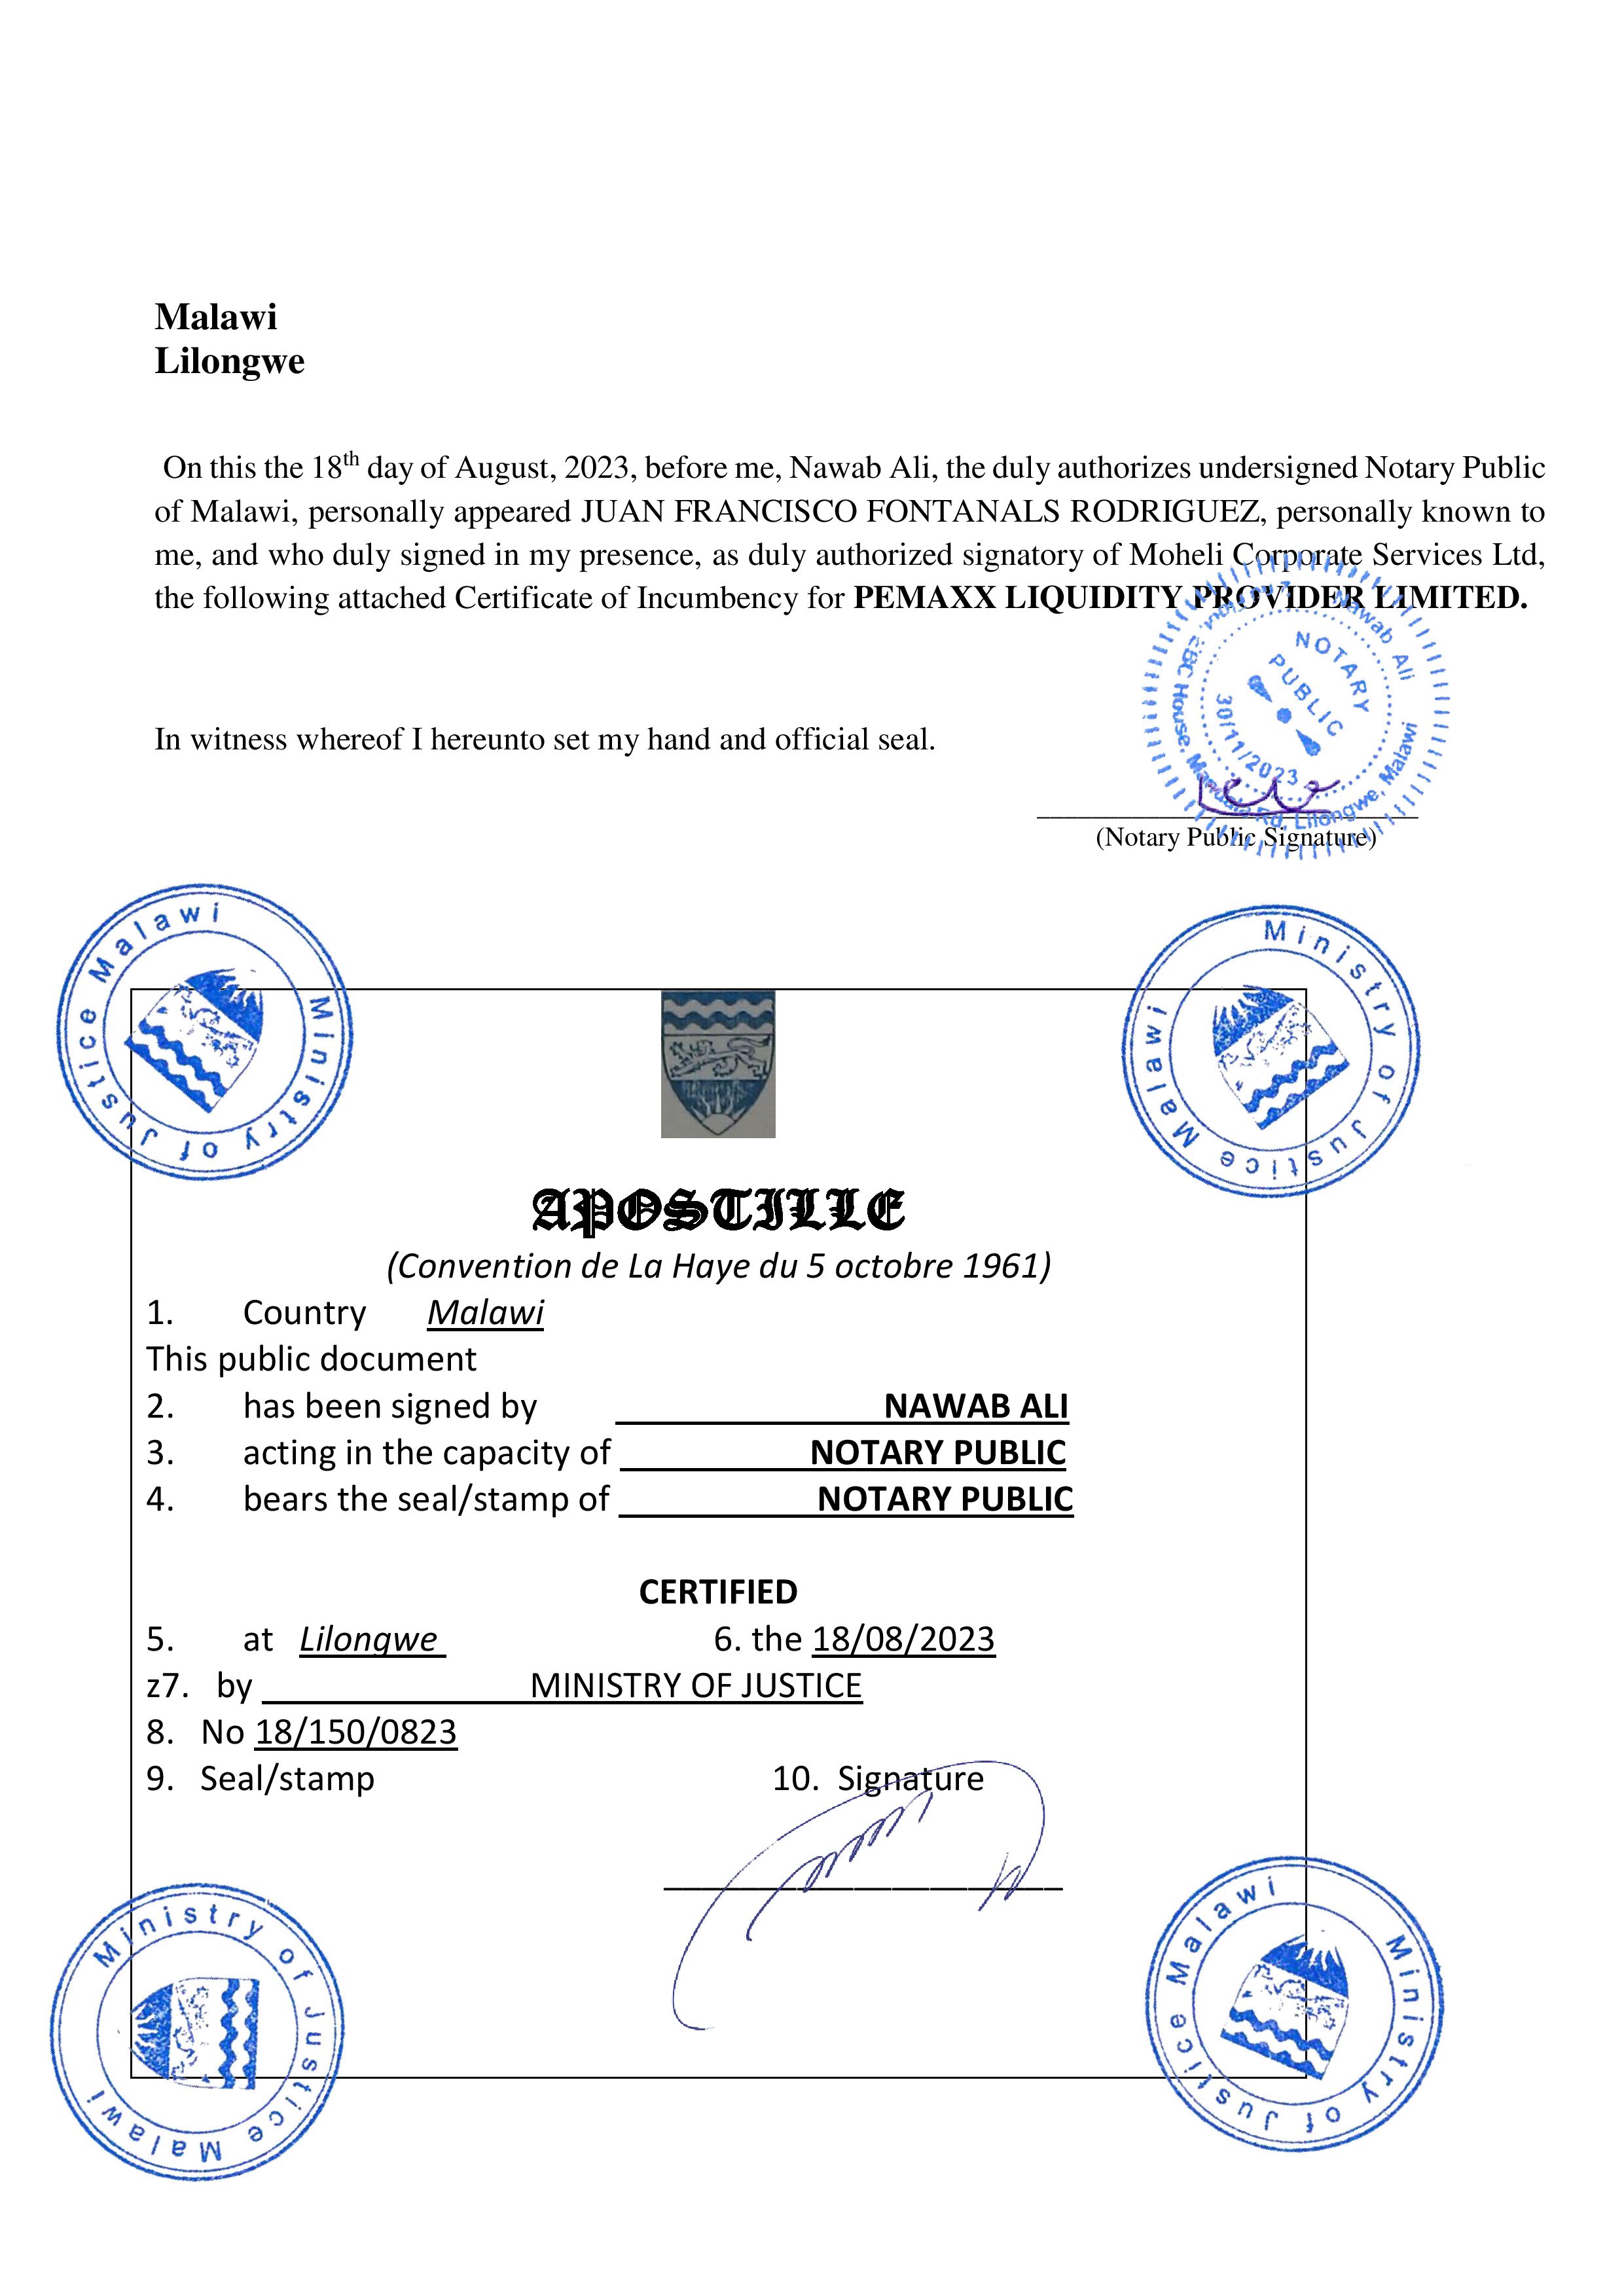 Malawi
Lilongwe
On this the 18th day of August, 2023, before me, Nawab Ali, the duly authorizes undersigned Notary Public
of Malawi, personally appeared JUAN FRANCISCO FONTANALS RODRIGUEZ, personally known to
me, and who duly signed in my presence, as duly authorized signatory of Moheli Corporate Services Ltd,
the following attached Certificate of Incumbency for PEMAXX LIQUIDITY PROVIDER LIMITED.
Nawab Ali
NOTARY
PUBLIC
30/11/2023
House, Rd, Lilongwe, Malawi
In witness whereof I hereunto set my hand and official seal.
(Notary Public Signature)
Ministry of Justice Malawi
Ministry of Justice Malawi
APOSTILLE
(Convention de La Haye du 5 octobre 1961)
1. Country Malawi
This public document
2. has been signed by NAWAB ALI
3. acting in the capacity of NOTARY PUBLIC
4. bears the seal/stamp of NOTARY PUBLIC
CERTIFIED
5. at Lilongwe 6. the 18/08/2023
z7. by MINISTRY OF JUSTICE
8. No 18/150/0823
9. Seal/stamp 10. Signature
Ministry of Justice Malawi
Ministry of Justice Malawi